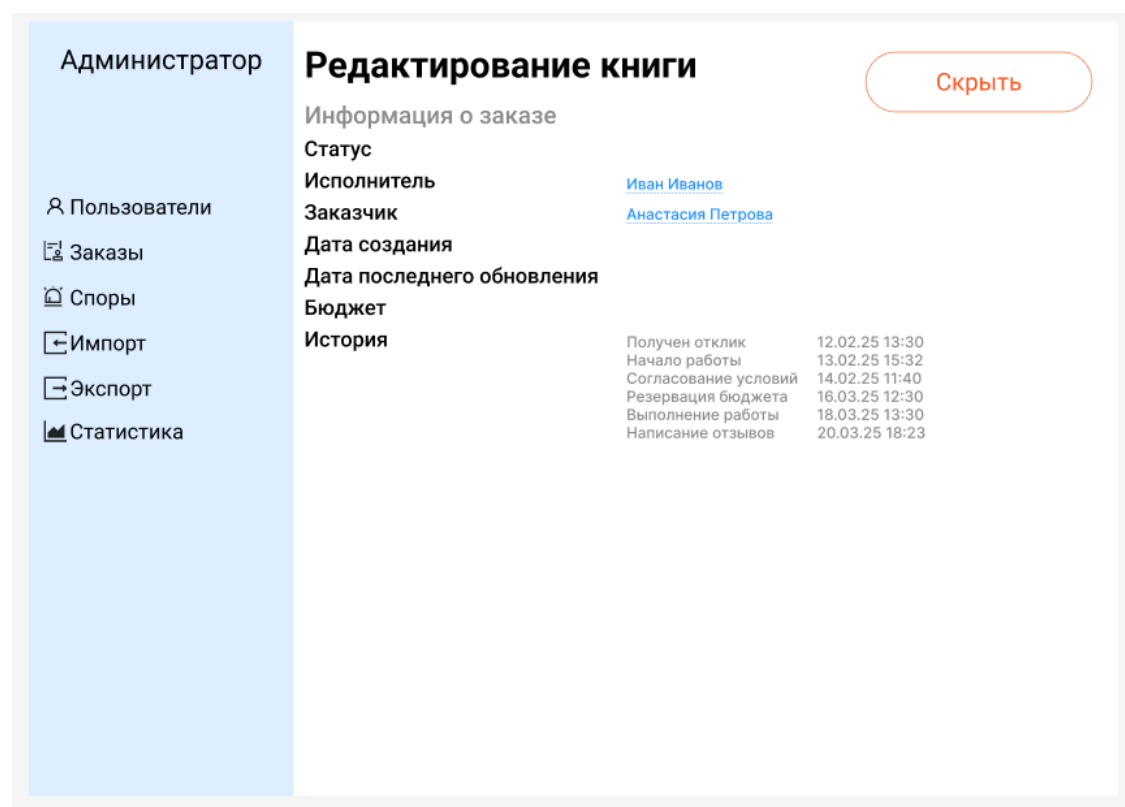 Администратор
Пользователи
Заказы
Споры
Импорт
Экспорт
Статистика
Редактирование книги
Скрыть
Информация о заказе
Статус
Исполнитель Иван Иванов
Заказчик Анастасия Петрова
Дата создания
Дата последнего обновления
Бюджет
История
Получен отклик 12.02.25 13:30
Начало работы 13.02.25 15:32
Согласование условий 14.02.25 11:40
Резервация бюджета 16.03.25 12:30
Выполнение работы 18.03.25 13:30
Написание отзывов 20.03.25 18:23